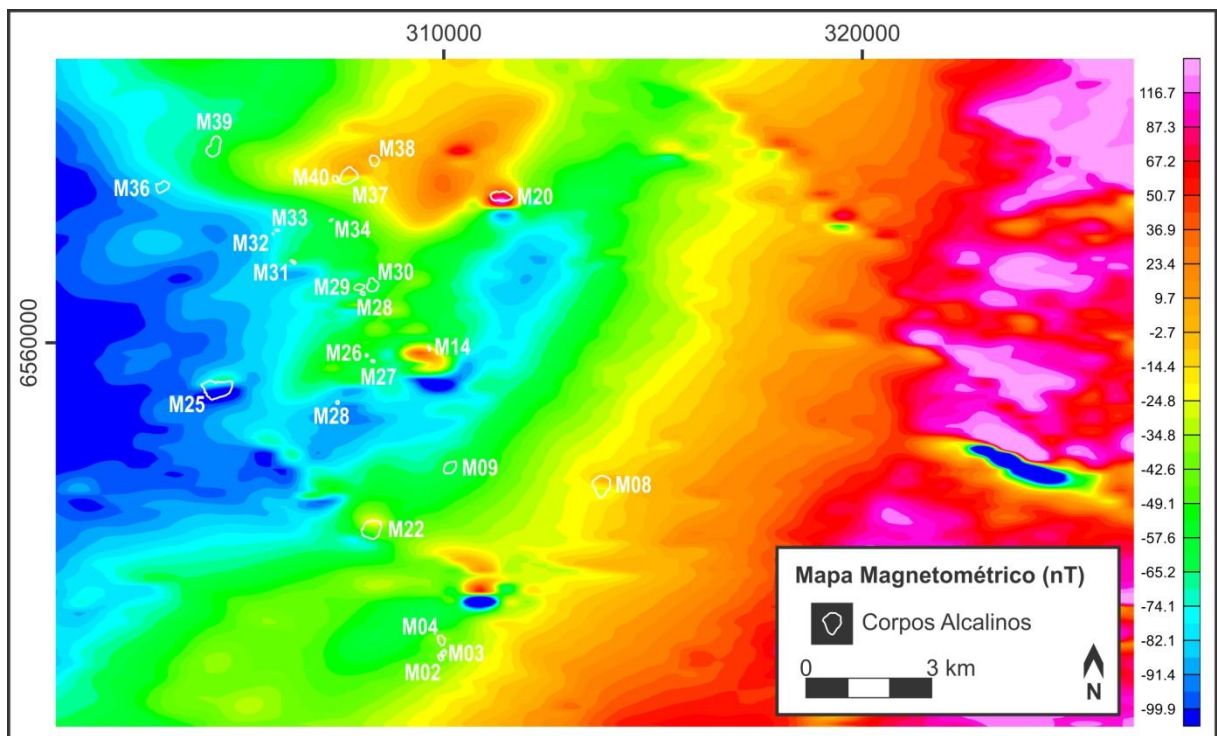 310000
320000
6560000
M39
M38
M36
M40
M37
M20
M33
M34
M32
M31
M30
M29
M28
M14
M26
M27
M25
M28
M09
M08
M22
M04
M03
M02
116.7
87.3
67.2
50.7
36.9
23.4
9.7
-2.7
-14.4
-24.8
-34.8
-42.6
-49.1
-57.6
-65.2
-74.1
-82.1
-91.4
-99.9
Mapa Magnetométrico (nT)
Corpos Alcalinos
0
3 km
N